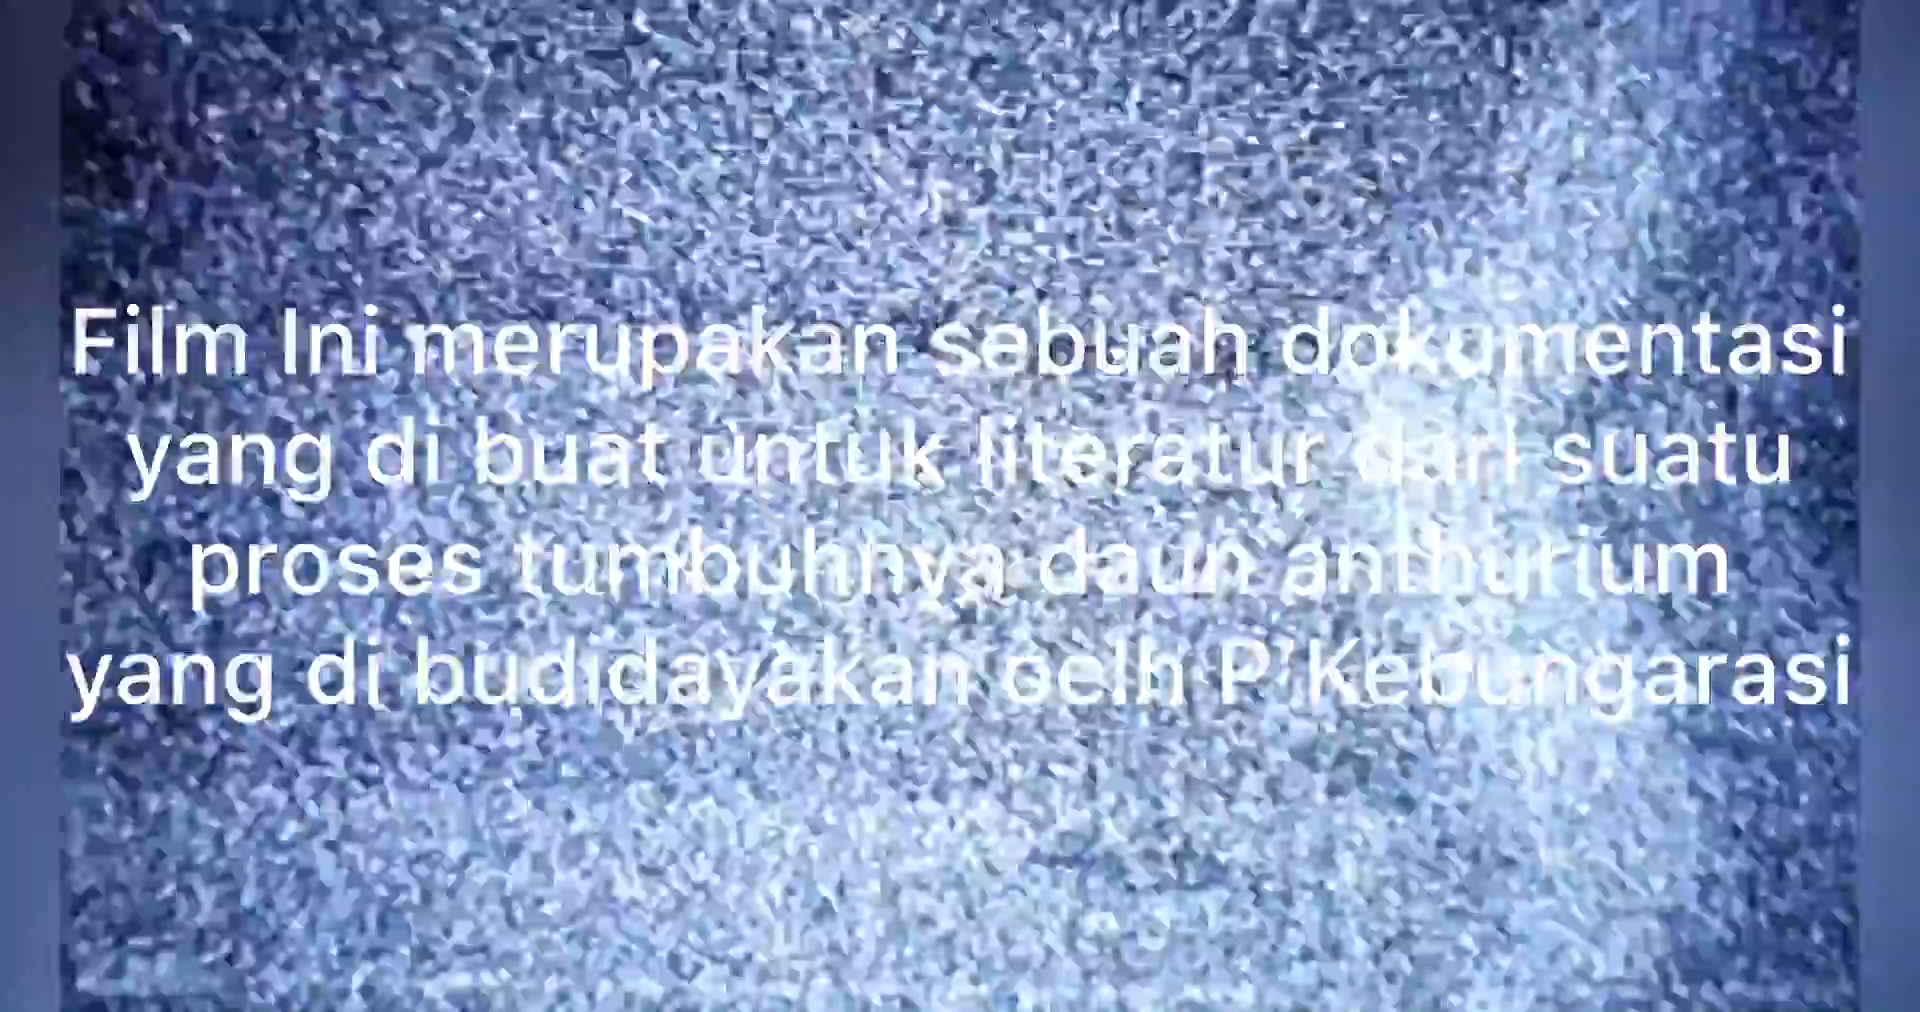 Film Ini merupakan sebuah dokumentasi
yang di buat untuk literatur dari suatu
proses tumbuhnya daun anthurium
yang di budidayakan oelh P'Kebungarasi